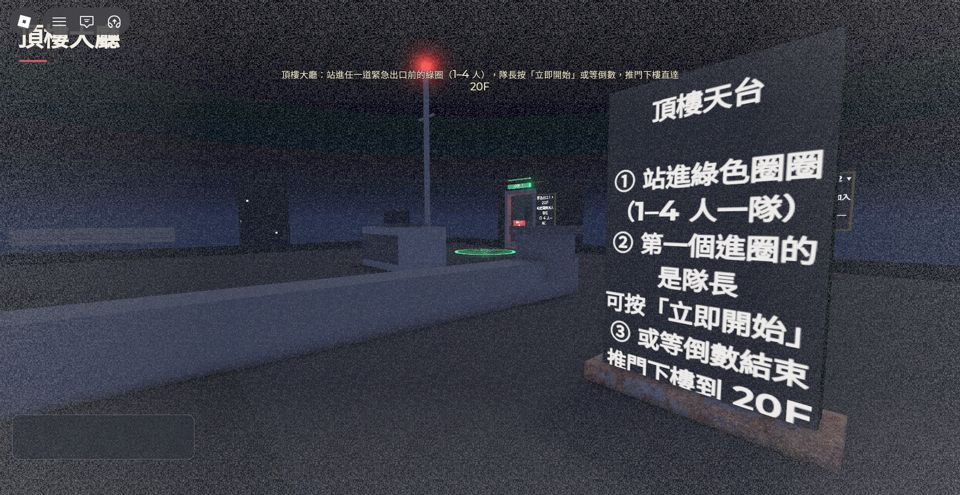 頂樓大廳
頂樓大廳：站進任一道緊急出口前的綠圈（1–4 人），隊長按「立即開始」或等倒數，推門下樓直達
20F
頂樓天台
① 站進綠色圈圈
（1–4 人一隊）
② 第一個進圈的
是隊長
可按「立即開始」
③ 或等倒數結束
推門下樓到 20F